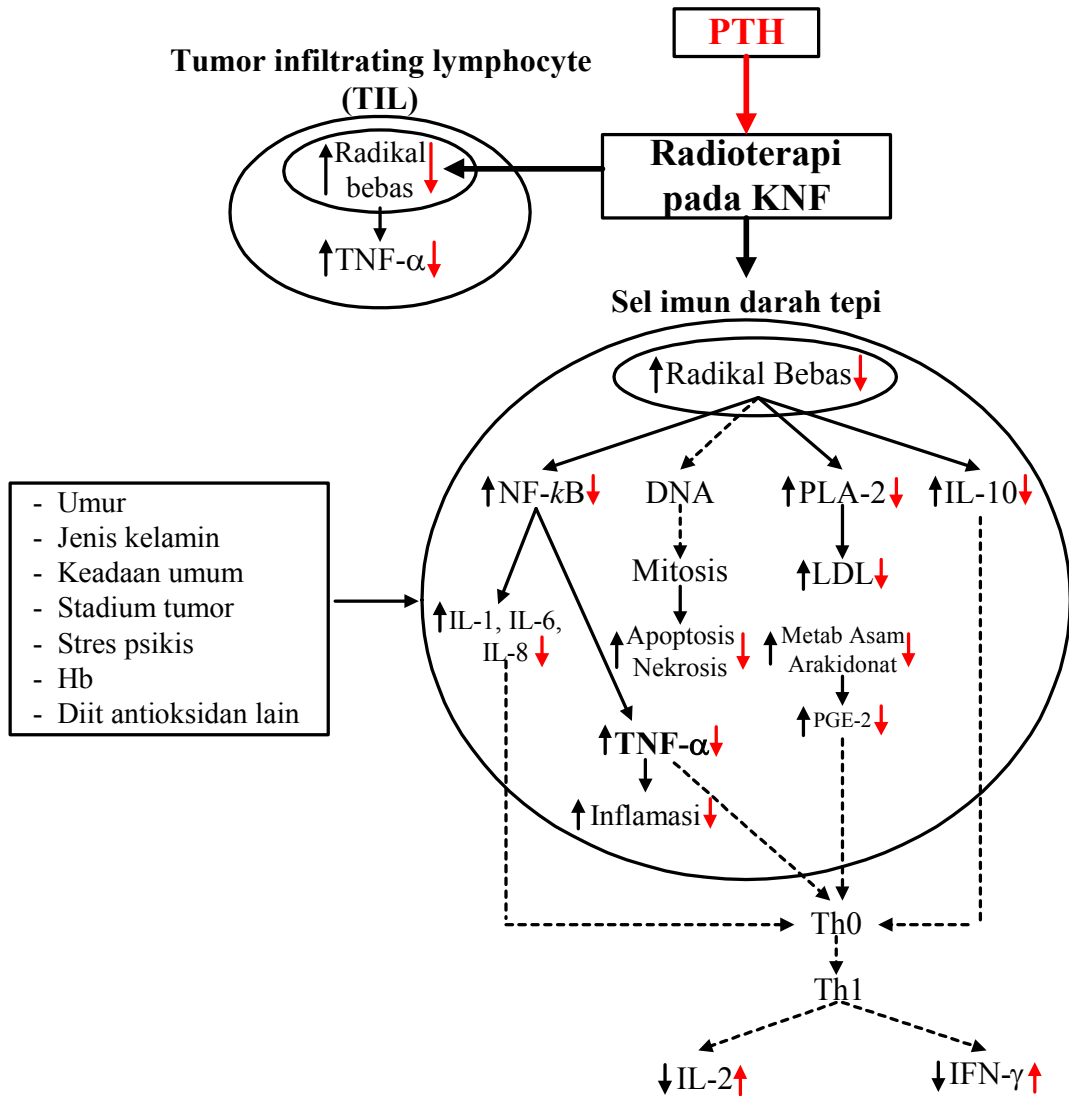 PTH
Tumor infiltrating lymphocyte
(TIL)
Radikal
bebas
TNF-α
Radioterapi
pada KNF
Sel imun darah tepi
Radikal Bebas
NF-kB
DNA
PLA-2
IL-10
- Umur
- Jenis kelamin
- Keadaan umum
- Stadium tumor
- Stres psikis
- Hb
- Diit antioksidan lain
Mitosis
LDL
IL-1, IL-6,
IL-8
Apoptosis
Nekrosis
Metab Asam
Arakidonat
PGE-2
TNF-α
Inflamasi
Th0
Th1
IL-2
IFN-γ